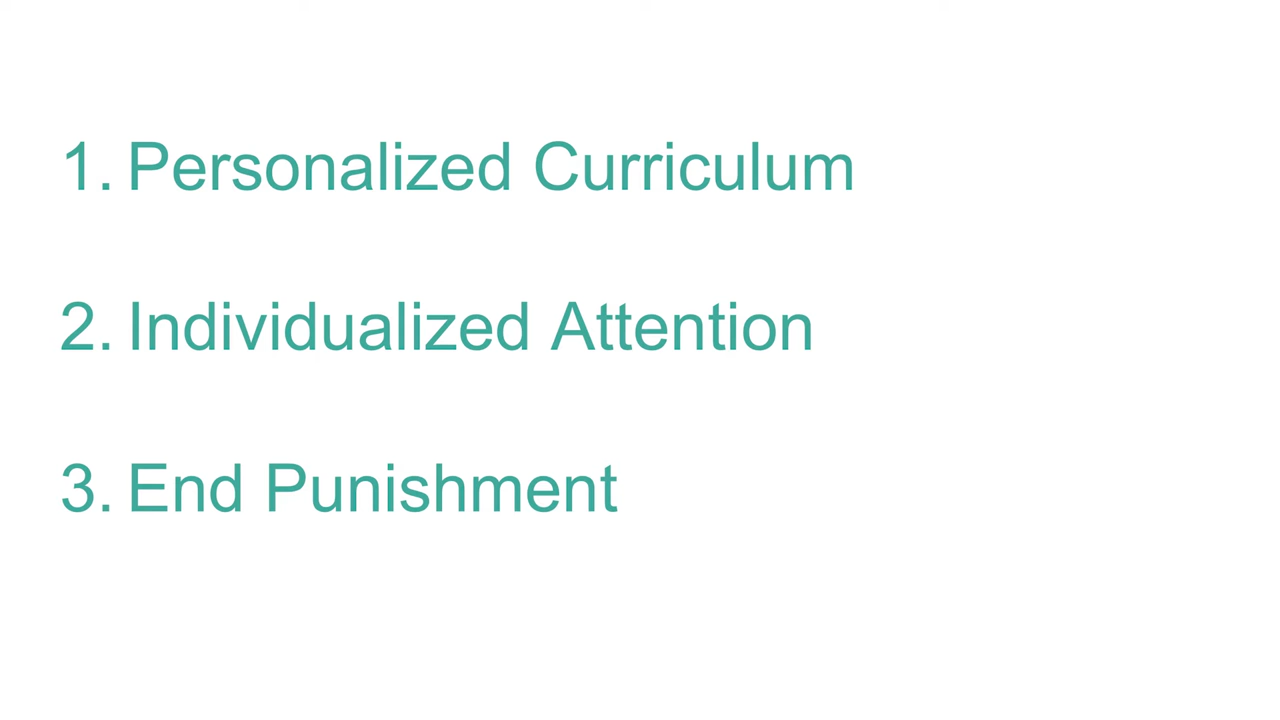 1. Personalized Curriculum
2. Individualized Attention
3. End Punishment